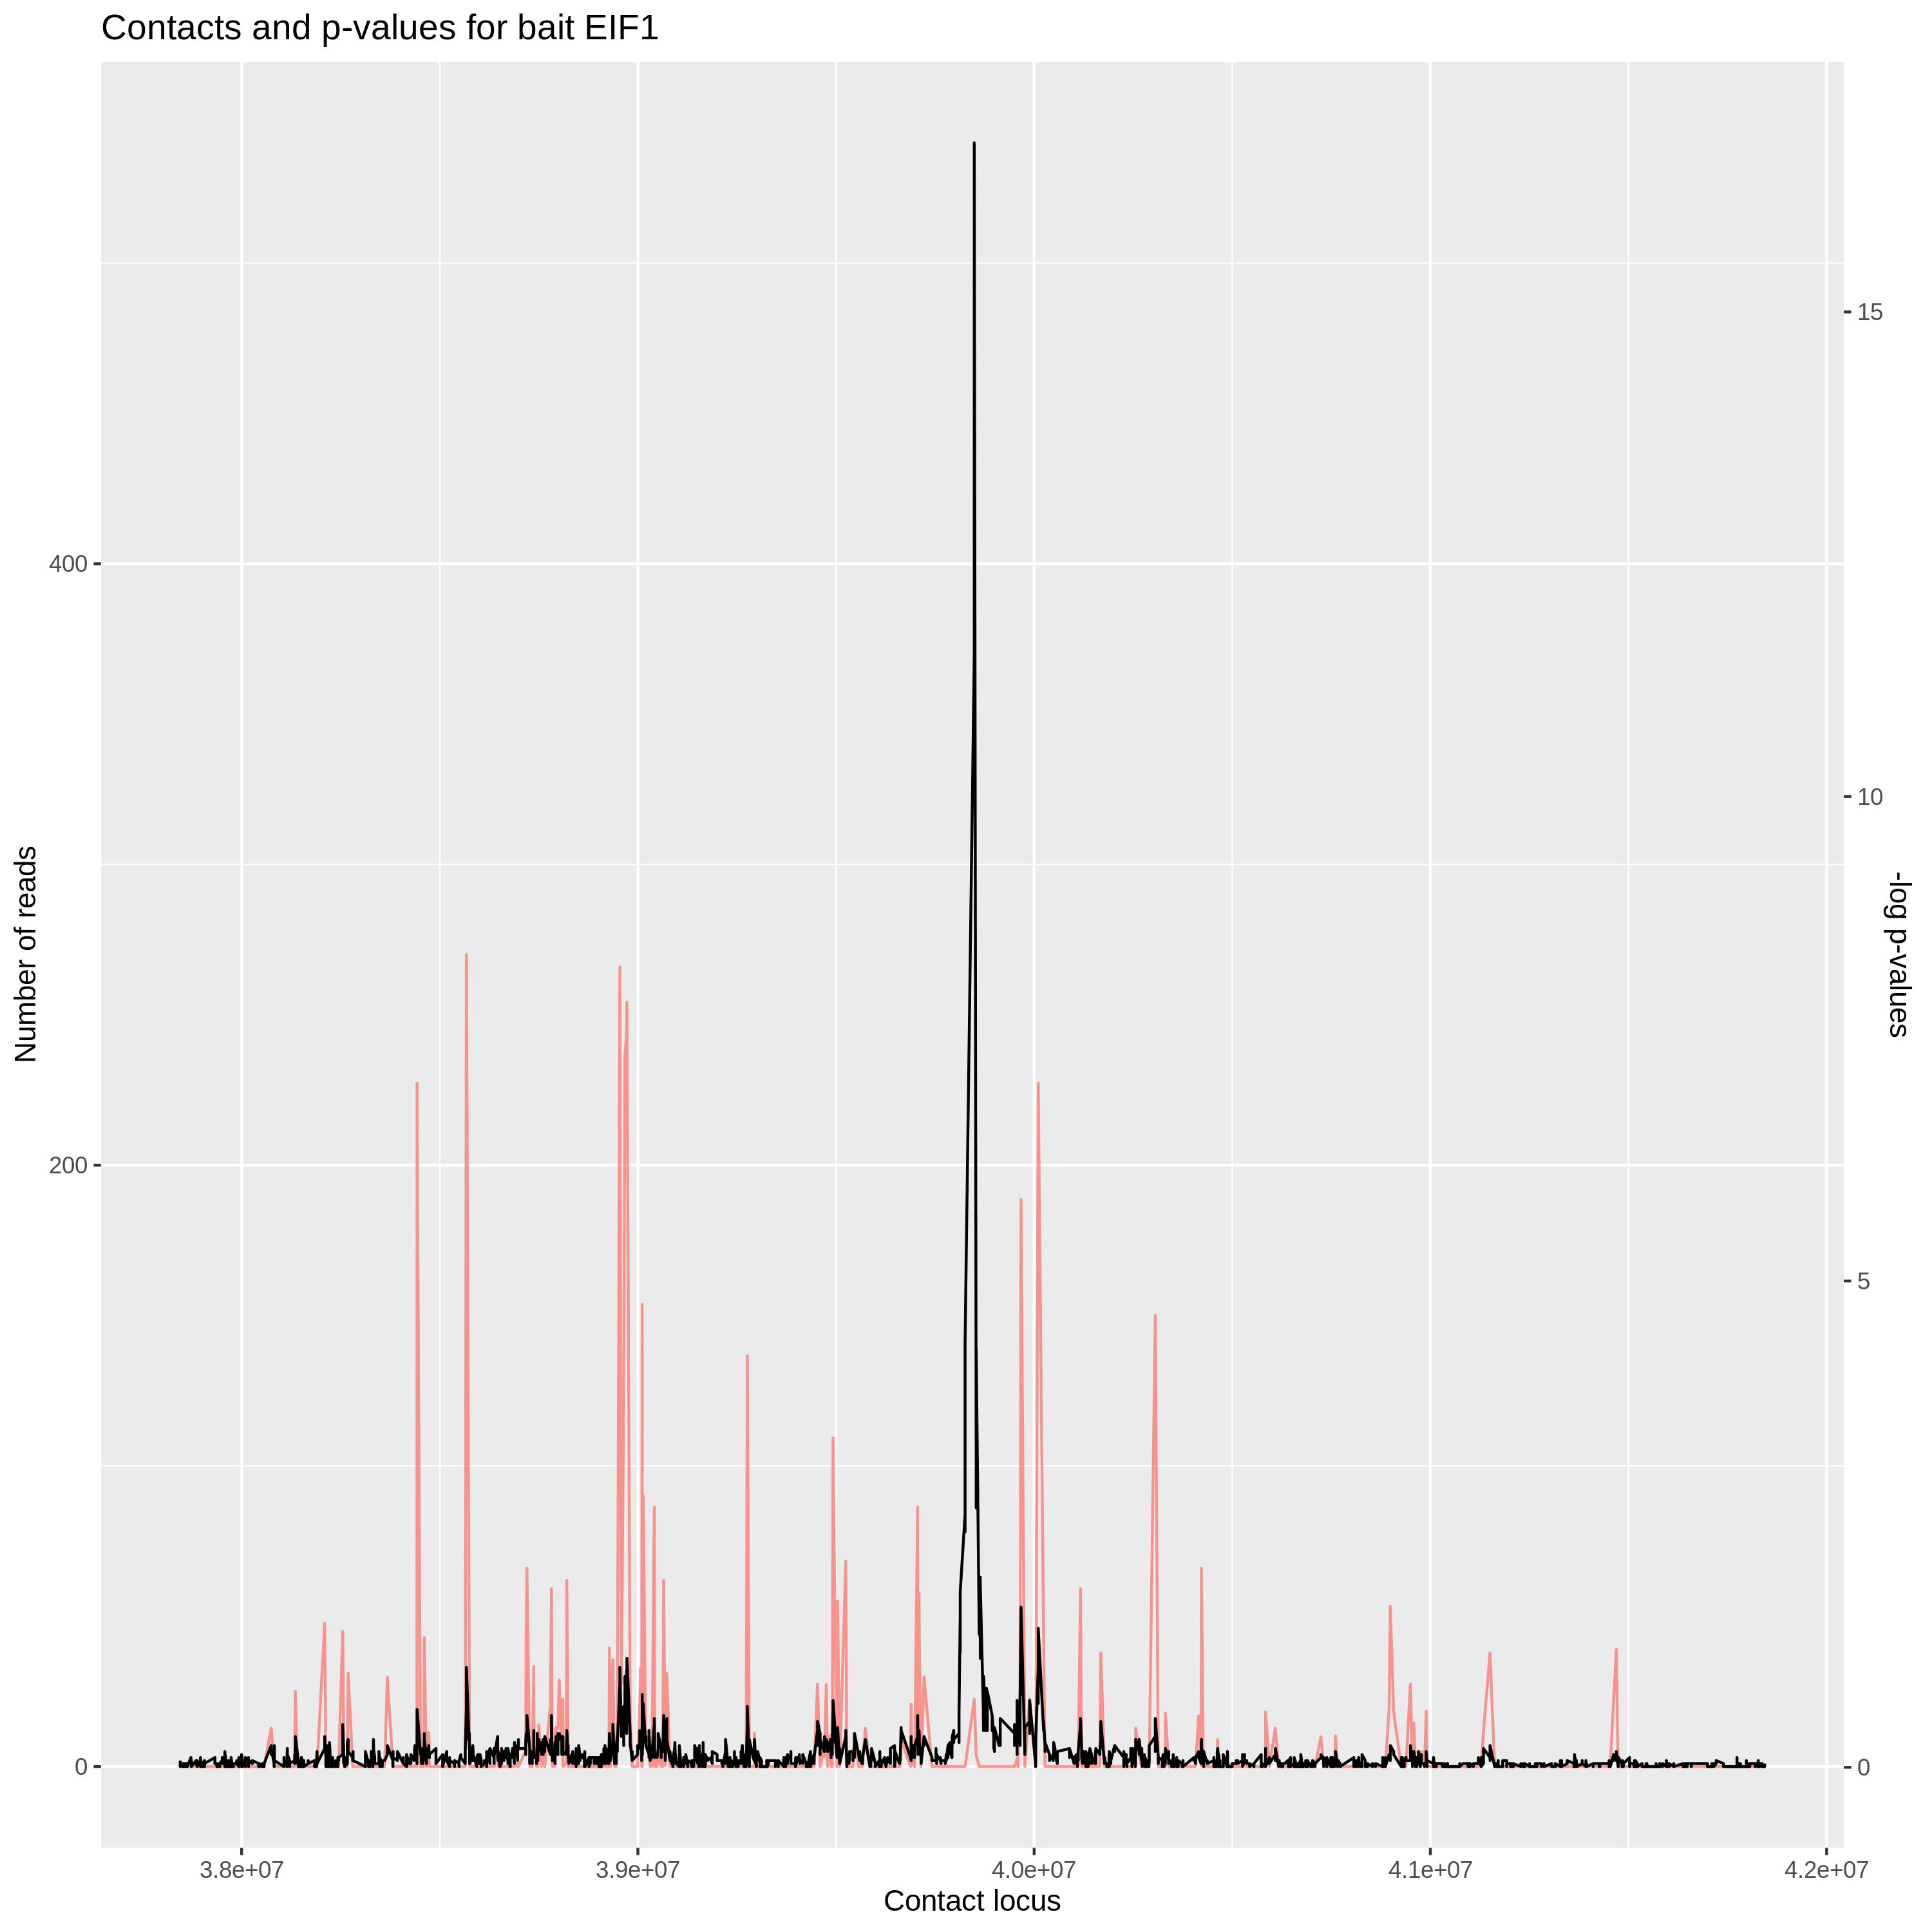 Contacts and p-values for bait EIF1
Number of reads
400
200
0
15
10
5
0
-log p-values
3.8e+07
3.9e+07
4.0e+07
4.1e+07
4.2e+07
Contact locus